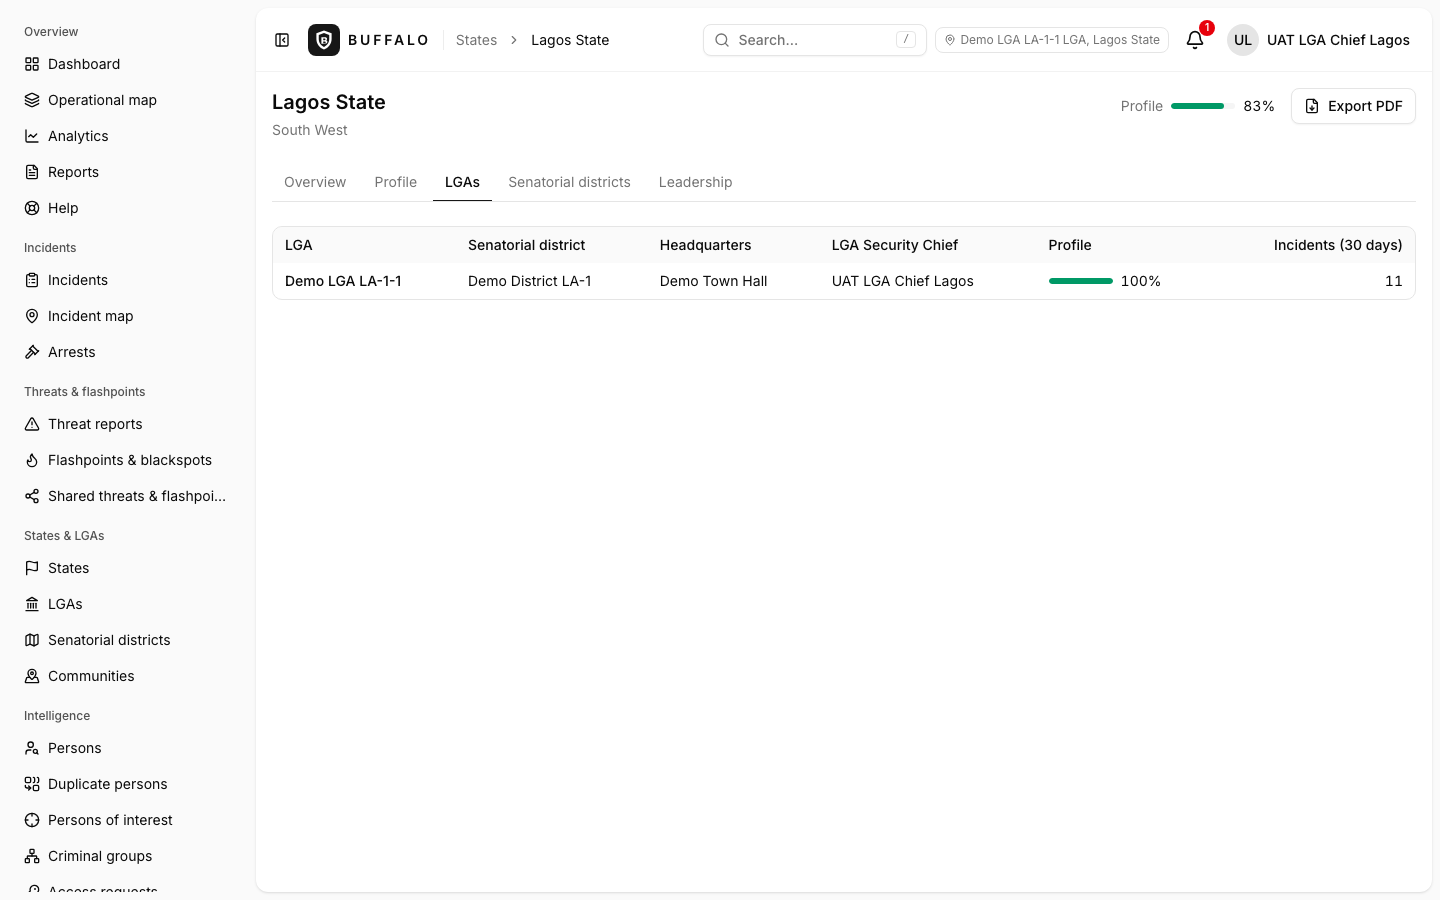 Overview
Dashboard
Operational map
Analytics
Reports
Help
Incidents
Incidents
Incident map
Arrests
Threats & flashpoints
Threat reports
Flashpoints & blackspots
Shared threats & flashpoi...
States & LGAs
States
LGAs
Senatorial districts
Communities
Intelligence
Persons
Duplicate persons
Persons of interest
Criminal groups
Access requests
BUFFALO States Lagos State Search... / Demo LGA LA-1-1 LGA, Lagos State 1 UL UAT LGA Chief Lagos
Lagos State
South West
Profile 83% Export PDF
Overview Profile LGAs Senatorial districts Leadership
LGA Senatorial district Headquarters LGA Security Chief Profile Incidents (30 days)
Demo LGA LA-1-1 Demo District LA-1 Demo Town Hall UAT LGA Chief Lagos 100% 11